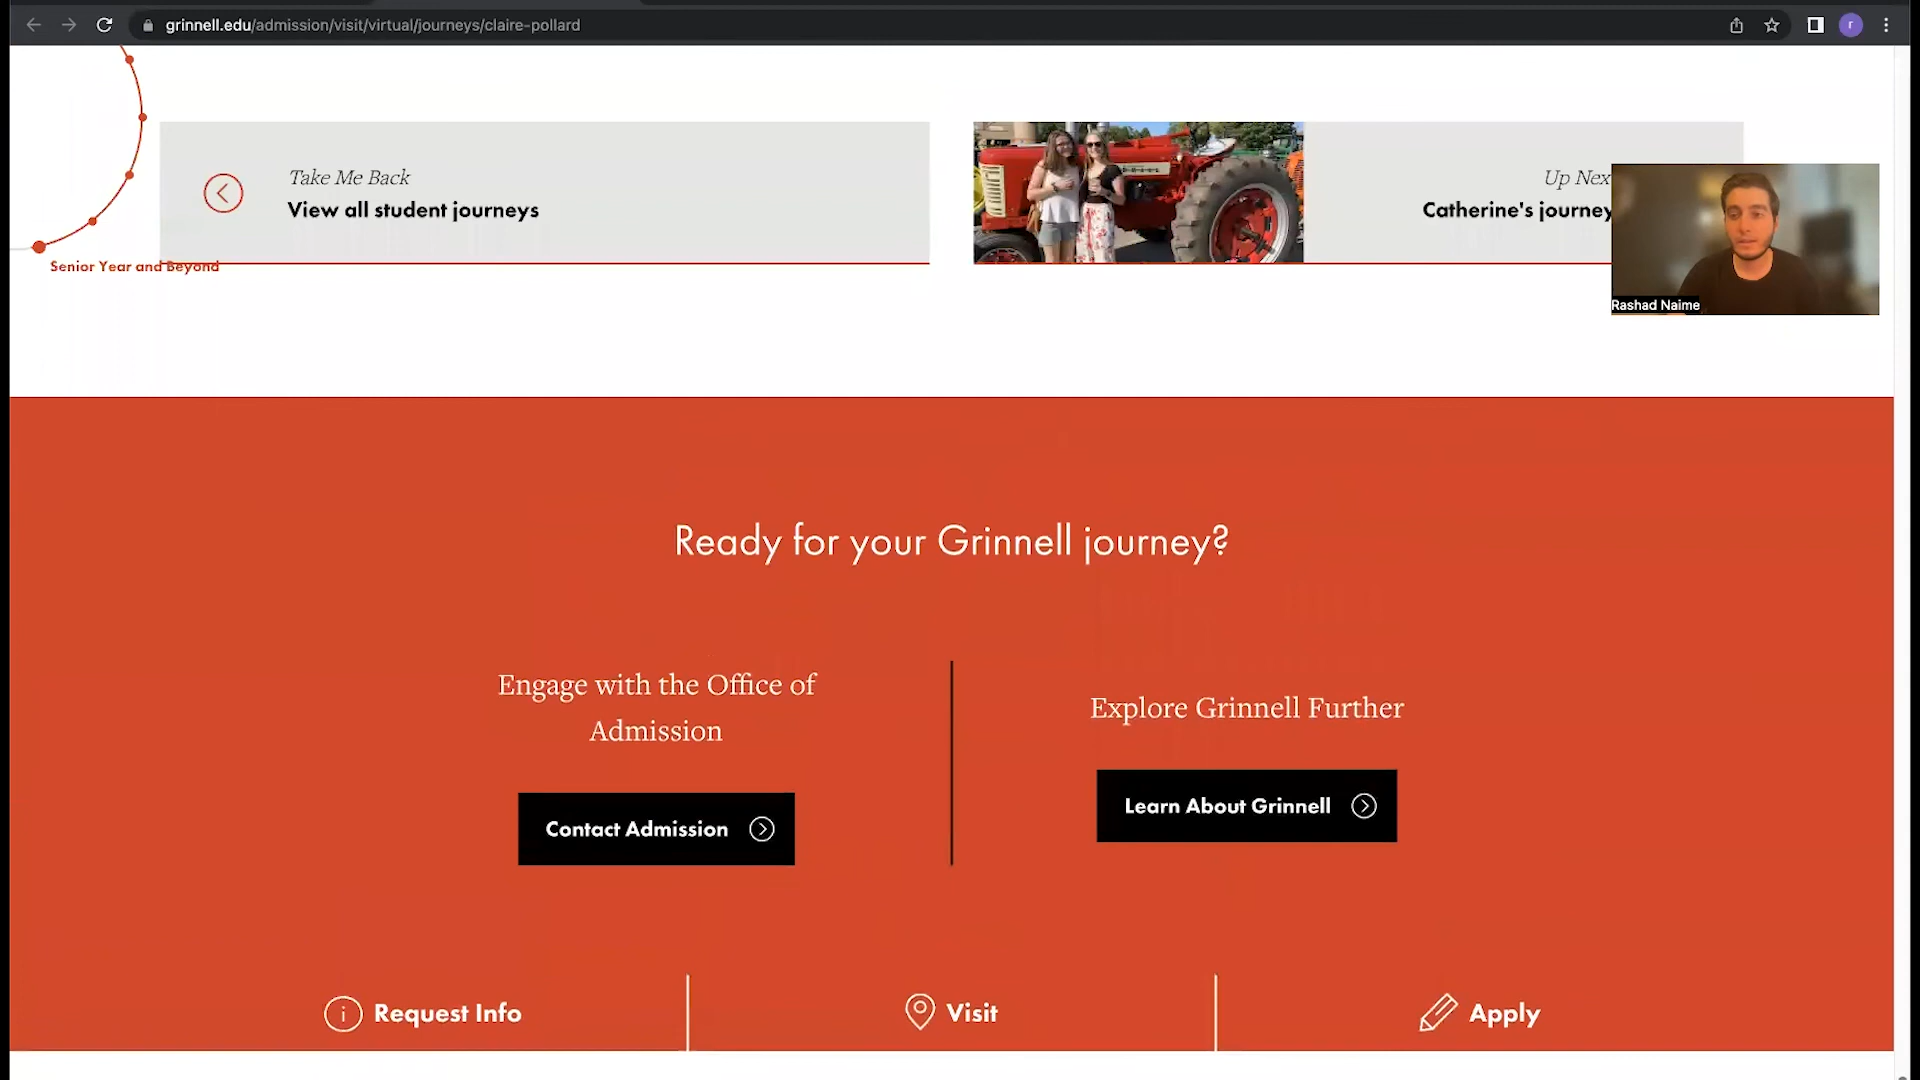 grinnell.edu/admission/visit/virtual/journeys/claire-pollard
r
Take Me Back
View all student journeys
Up Nex
Catherine's journey
Rashad Naime
Senior Year and Beyond
Ready for your Grinnell journey?
Engage with the Office of
Admission
Contact Admission
Explore Grinnell Further
Learn About Grinnell
Request Info
Visit
Apply